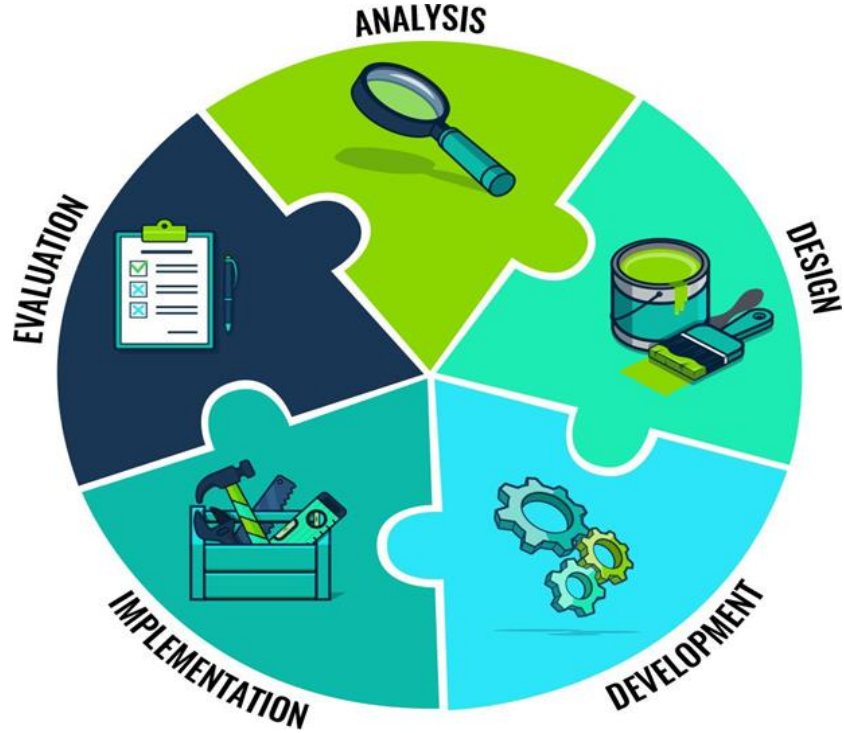 ANALYSIS
DESIGN
DEVELOPMENT
IMPLEMENTATION
EVALUATION